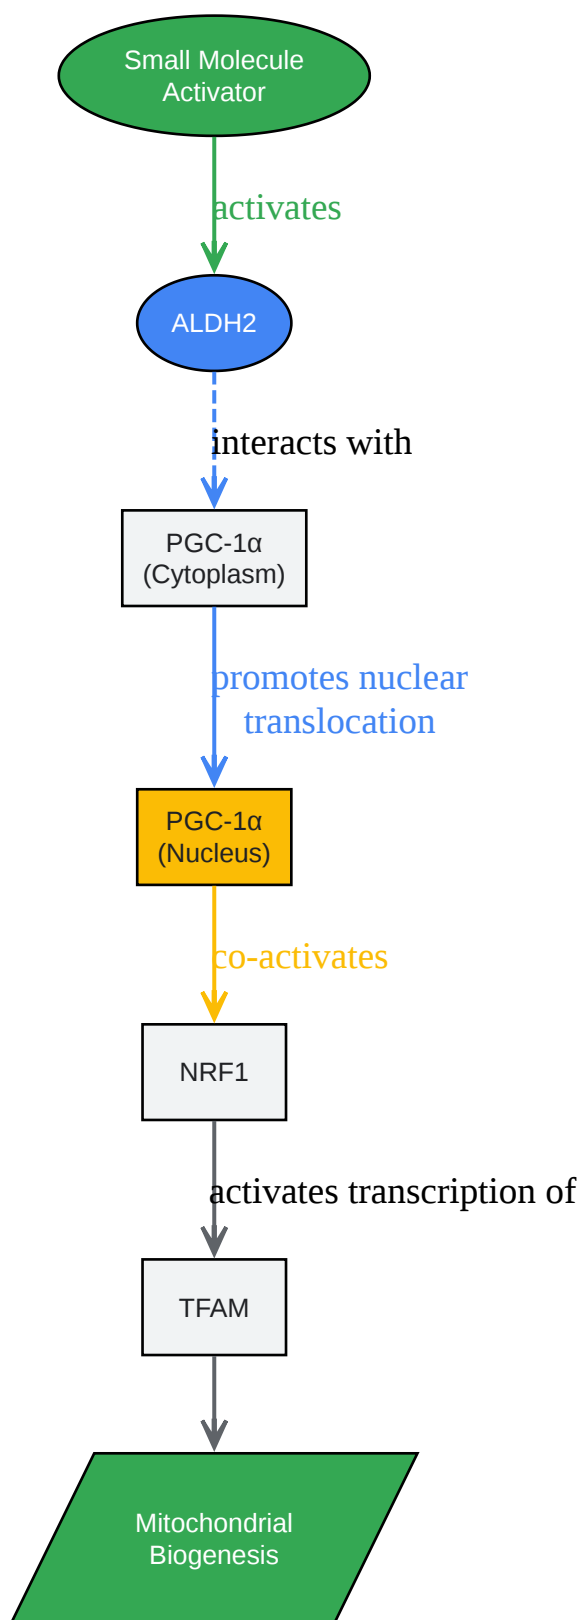 Small Molecule
Activator
activates
ALDH2
interacts with
PGC-1α
(Cytoplasm)
promotes nuclear
translocation
PGC-1α
(Nucleus)
co-activates
NRF1
activates transcription of
TFAM
Mitochondrial
Biogenesis